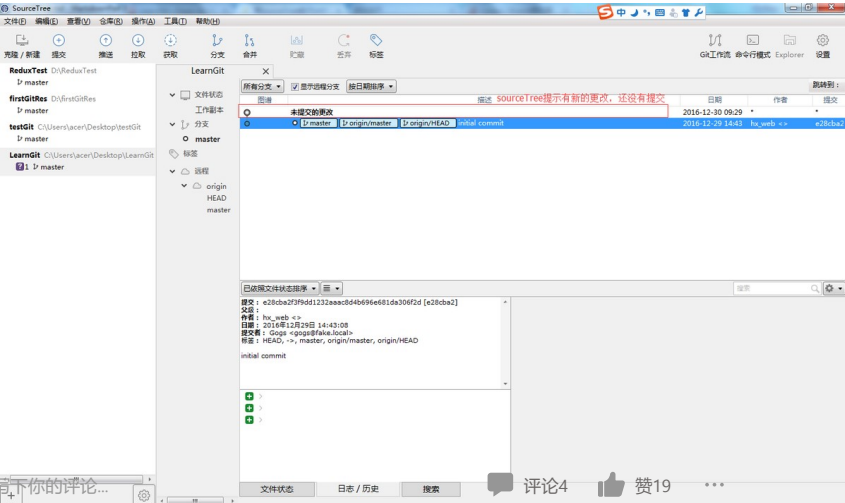 SourceTree
文件(F) 编辑(E) 查看(V) 仓库(R) 操作(A) 工具(T) 帮助(H)
中
克隆 / 新建 提交 推送 拉取 获取 分支 合并 贮藏 丢弃 标签 Git工作流 命令行模式 Explorer 设置
ReduxTest D:\ReduxTest
master
firstGitRes D:\firstGitRes
master
testGit C:\Users\acer\Desktop\testGit
master
LearnGit C:\Users\acer\Desktop\LearnGit
1 master
LearnGit
文件状态
工作副本
分支
master
标签
远程
origin
HEAD
master
所有分支 显示远程分支 按日期排序 跳转到：
图谱 描述 sourceTree提示有新的更改，还没有提交 日期 作者 提交
未提交的更改 2016-12-30 09:29 * *
master origin/master origin/HEAD initial commit 2016-12-29 14:43 hx_web <> e28cba2
已依照文件状态排序 搜索
提交： e28cba2f3f9dd1232aaac8d4b696e681da306f2d [e28cba2]
父级：
作者： hx_web <>
日期： 2016年12月29日 14:43:08
提交者： Gogs <gogs@fake.local>
标签： HEAD, ->, master, origin/master, origin/HEAD
initial commit
文件状态 日志 / 历史 搜索
下你的评论...
评论4 赞19